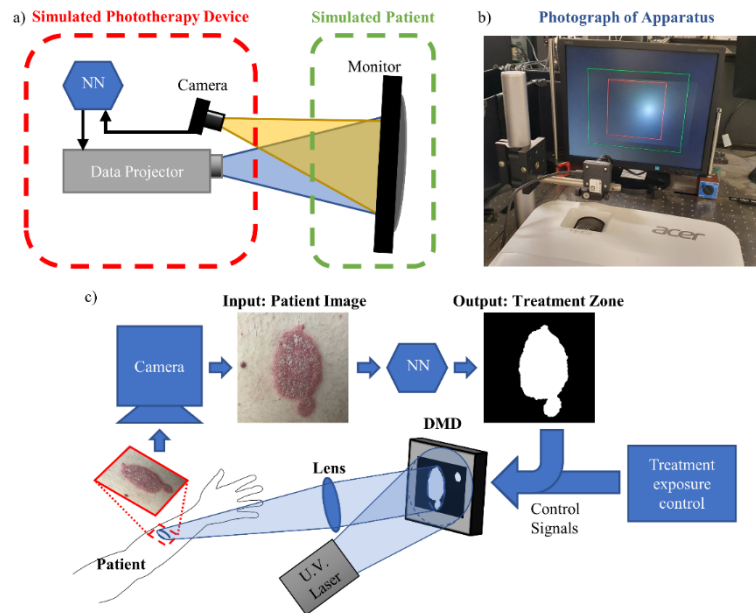 a)
Simulated Phototherapy Device
Simulated Patient
NN
Camera
Monitor
Data Projector
b)
Photograph of Apparatus
acer
c)
Input: Patient Image
Output: Treatment Zone
Camera
NN
DMD
Lens
Treatment
exposure
control
Control
Signals
Patient
U.V.
Laser